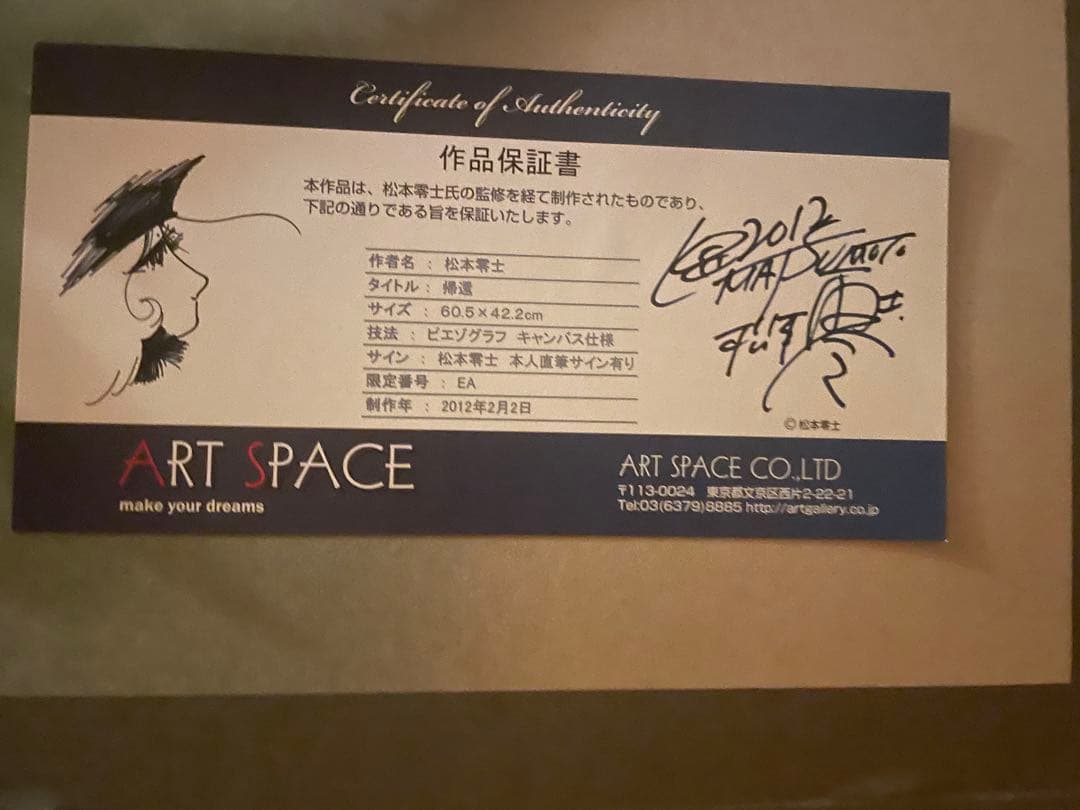 Certificate of Authenticity
作品保証書
本作品は、松本零士氏の監修を経て制作されたものであり、
下記の通りである旨を保証いたします。
作者名 : 松本零士
タイトル : 帰還
サイズ : 60.5×42.2cm
技法 : ピエゾグラフ キャンバス仕様
サイン : 松本零士 本人直筆サイン有り
限定番号 : EA
制作年 : 2012年2月2日
2012
© 松本零士
ART SPACE
make your dreams
ART SPACE CO.,LTD
〒113-0024 東京都文京区西片2-22-21
Tel:03(6379)8885 http://artgallery.co.jp